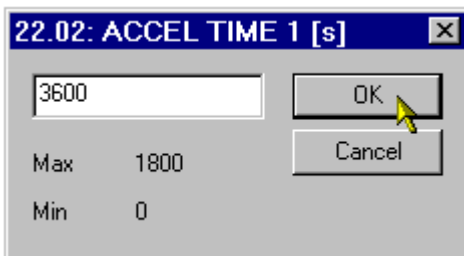 22.02: ACCEL TIME 1 [s]
3600
OK
Cancel
Max 1800
Min 0